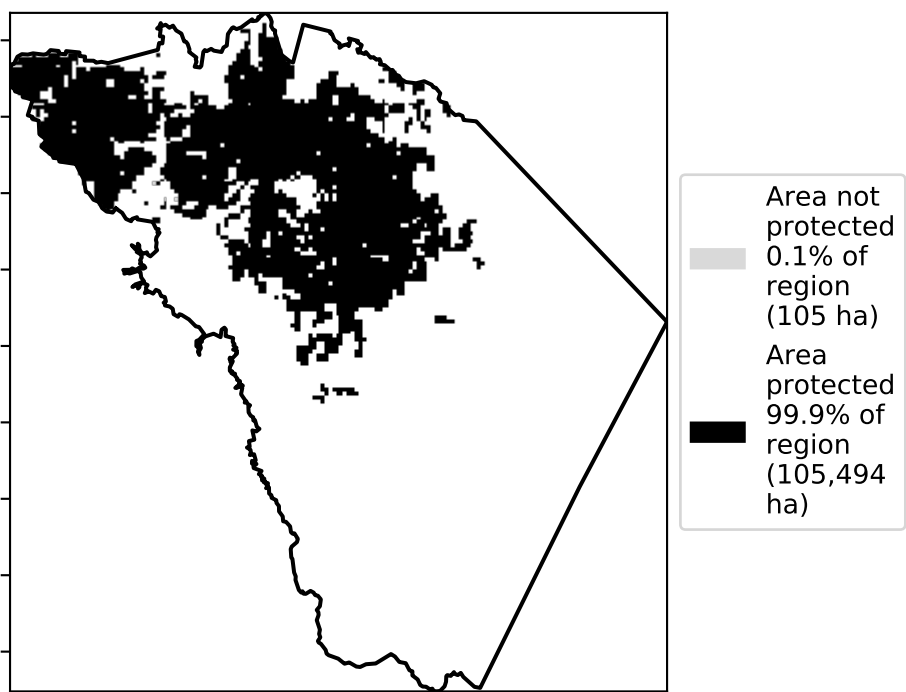 Area not
protected
0.1% of
region
(105 ha)
Area
protected
99.9% of
region
(105,494
ha)